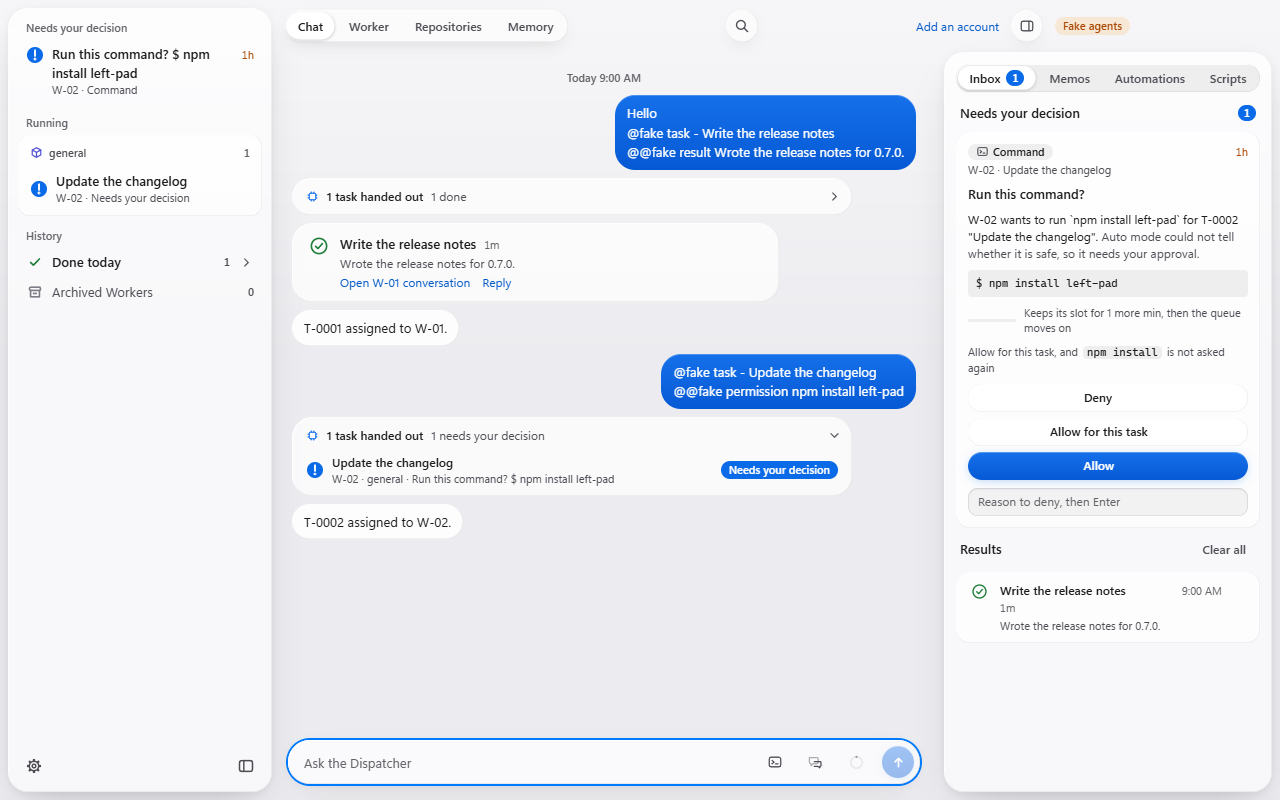 Needs your decision
Run this command? $ npm install left-pad
1h
W-02 · Command
Running
general
1
Update the changelog
W-02 · Needs your decision
History
Done today
1
Archived Workers
0
Chat
Worker
Repositories
Memory
Add an account
Fake agents
Today 9:00 AM
Hello
@fake task - Write the release notes
@@fake result Wrote the release notes for 0.7.0.
1 task handed out 1 done
Write the release notes 1m
Wrote the release notes for 0.7.0.
Open W-01 conversation Reply
T-0001 assigned to W-01.
@fake task - Update the changelog
@@fake permission npm install left-pad
1 task handed out 1 needs your decision
Update the changelog
W-02 · general · Run this command? $ npm install left-pad
Needs your decision
T-0002 assigned to W-02.
Ask the Dispatcher
Inbox 1
Memos
Automations
Scripts
Needs your decision
1
Command
1h
W-02 · Update the changelog
Run this command?
W-02 wants to run `npm install left-pad` for T-0002
"Update the changelog". Auto mode could not tell
whether it is safe, so it needs your approval.
$ npm install left-pad
Keeps its slot for 1 more min, then the queue
moves on
Allow for this task, and npm install is not asked
again
Deny
Allow for this task
Allow
Reason to deny, then Enter
Results
Clear all
Write the release notes
9:00 AM
1m
Wrote the release notes for 0.7.0.